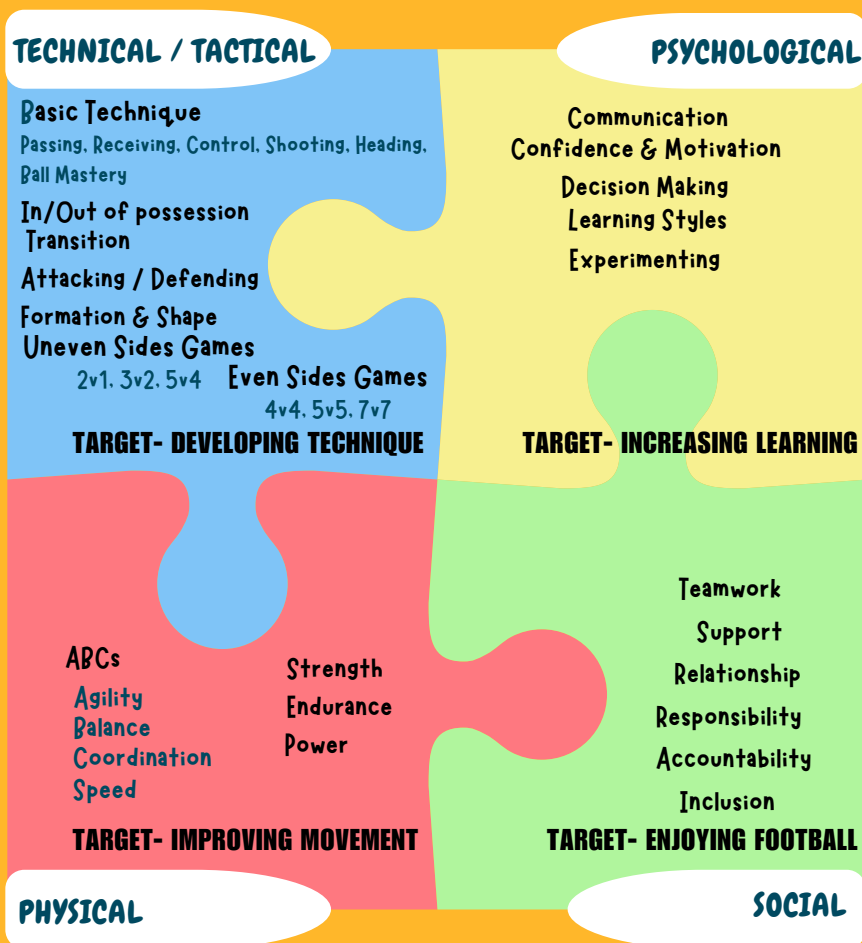 TECHNICAL / TACTICAL
Basic Technique
Passing, Receiving, Control, Shooting, Heading,
Ball Mastery
In/Out of possession
Transition
Attacking / Defending
Formation & Shape
Uneven Sides Games
2v1, 3v2, 5v4
Even Sides Games
4v4, 5v5, 7v7
TARGET- DEVELOPING TECHNIQUE
PSYCHOLOGICAL
Communication
Confidence & Motivation
Decision Making
Learning Styles
Experimenting
TARGET- INCREASING LEARNING
ABCs
Agility
Balance
Coordination
Speed
Strength
Endurance
Power
TARGET- IMPROVING MOVEMENT
PHYSICAL
Teamwork
Support
Relationship
Responsibility
Accountability
Inclusion
TARGET- ENJOYING FOOTBALL
SOCIAL